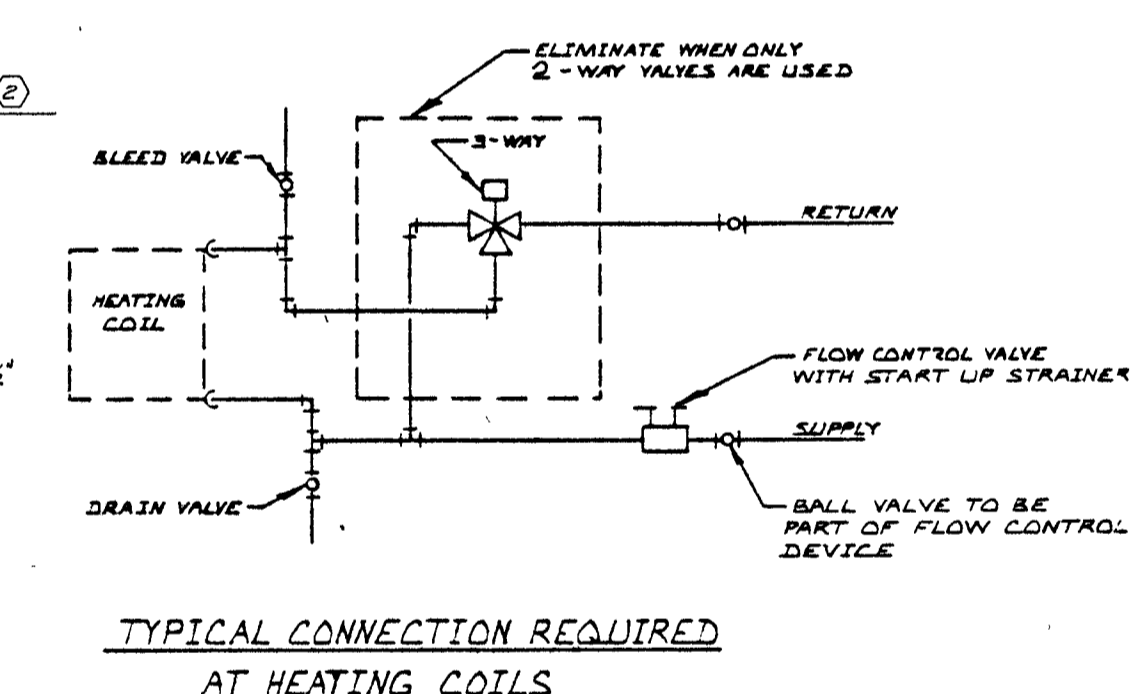 ELIMINATE WHEN ONLY
2-WAY VALVES ARE USED
2
3-WAY
BLEED VALVE
RETURN
HEATING
COIL
FLOW CONTROL VALVE
WITH START UP STRAINER
SUPPLY
DRAIN VALVE
BALL VALVE TO BE
PART OF FLOW CONTROL
DEVICE
TYPICAL CONNECTION REQUIRED
AT HEATING COILS